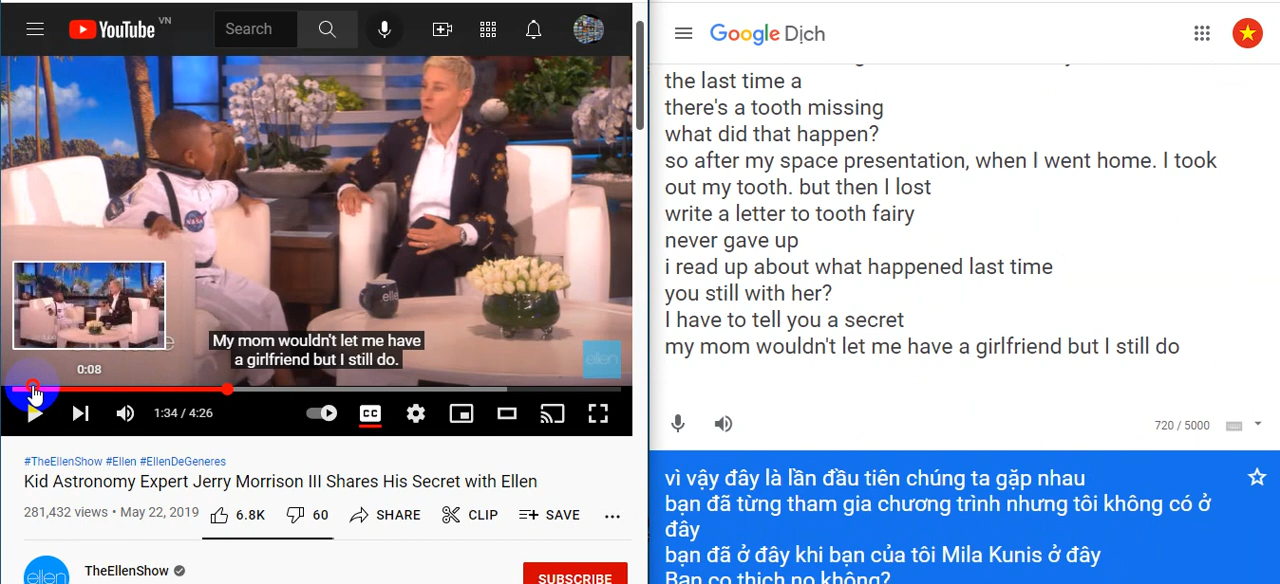 YouTube VN
Search
ellen
My mom wouldn't let me have
a girlfriend but I still do.
ellen
0:08
1:34 / 4:26
CC
#TheEllenShow #Ellen #EllenDeGeneres
Kid Astronomy Expert Jerry Morrison III Shares His Secret with Ellen
281,432 views • May 22, 2019
6.8K
60
SHARE
CLIP
SAVE
ellen
TheEllenShow
SUBSCRIBE
Google Dịch
the last time a
there's a tooth missing
what did that happen?
so after my space presentation, when I went home. I took
out my tooth. but then I lost
write a letter to tooth fairy
never gave up
i read up about what happened last time
you still with her?
I have to tell you a secret
my mom wouldn't let me have a girlfriend but I still do
720 / 5000
vì vậy đây là lần đầu tiên chúng ta gặp nhau
bạn đã từng tham gia chương trình nhưng tôi không có ở
đây
bạn đã ở đây khi bạn của tôi Mila Kunis ở đây